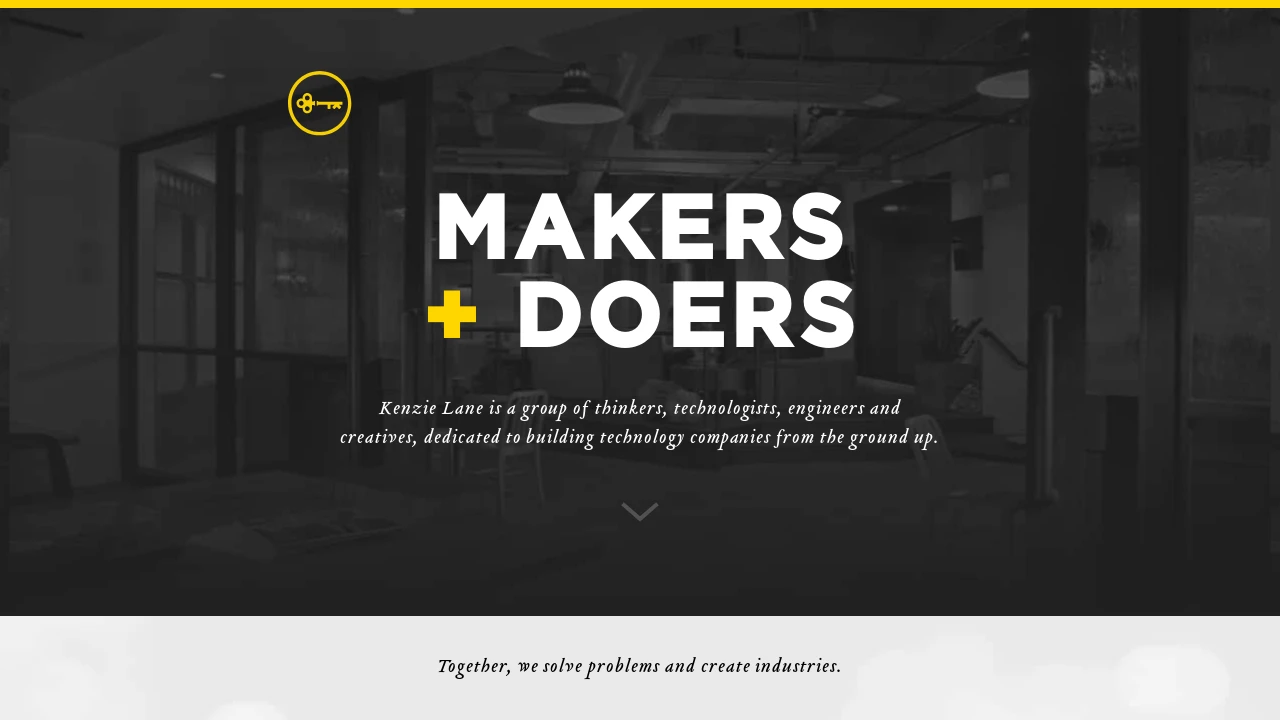 MAKERS
+ DOERS
Kenzie Lane is a group of thinkers, technologists, engineers and
creatives, dedicated to building technology companies from the ground up.
Together, we solve problems and create industries.